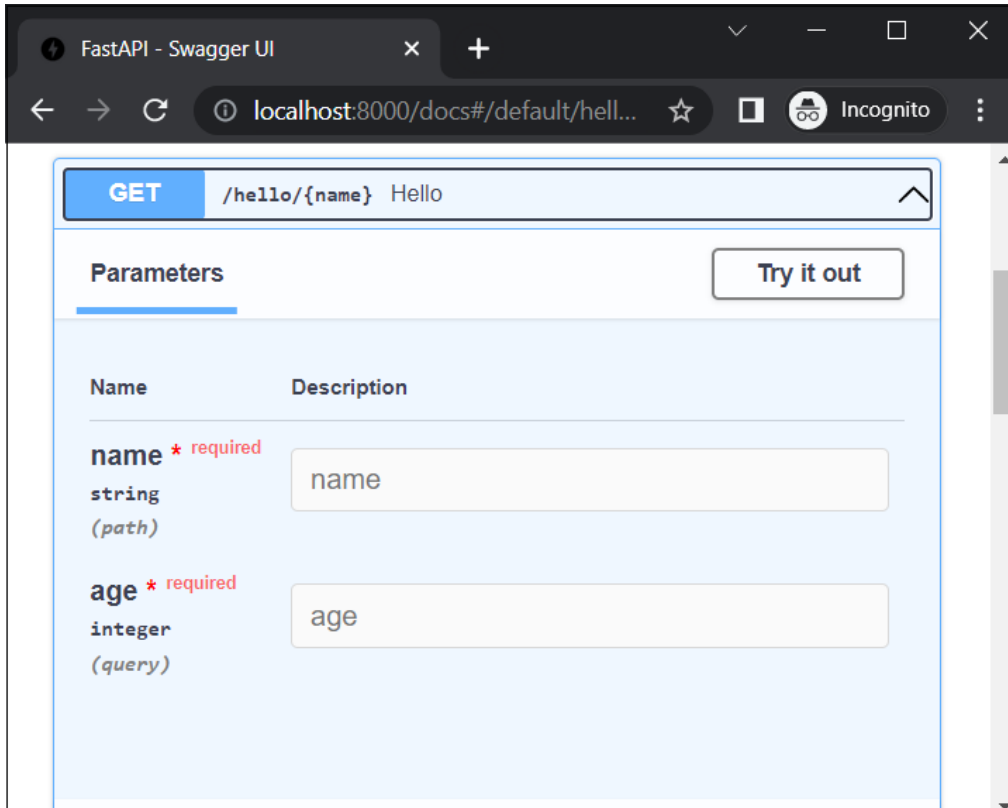 FastAPI - Swagger UI
localhost:8000/docs#/default/hell... Incognito
GET /hello/{name} Hello
Parameters Try it out
Name Description
name * required name
string
(path)
age * required age
integer
(query)